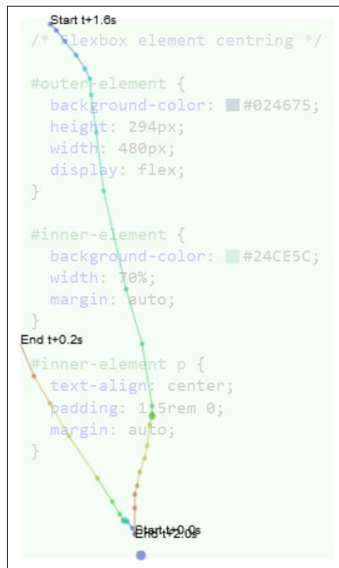 Start t+1.6s
/* Flexbox element centring */
#outer-element {
background-color: #024675;
height: 294px;
width: 480px;
display: flex;
}
#inner-element {
background-color: #24CE5C;
width: 70%;
margin: auto;
}
End t+0.2s
#inner-element p {
text-align: center;
padding: 1.5rem 0;
margin: auto;
}
Start t+0.0s
End t+2.0s